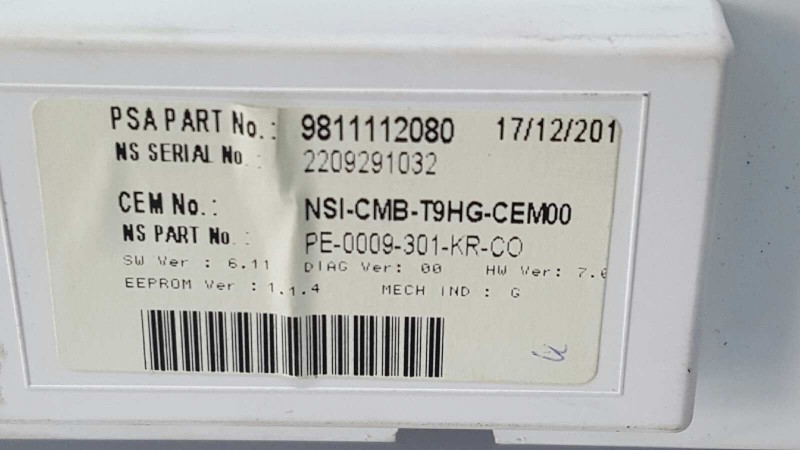 PSA PART No.: 9811112080 17/12/201
NS SERIAL No. : 2209291032
CEM No.: NSI-CMB-T9HG-CEM00
NS PART No. : PE-0009-301-KR-CO
SW Ver : 6.11 DIAG Ver: 00 HW Ver: 7.0
EEPROM Ver : 1.1.4 MECH IND : G